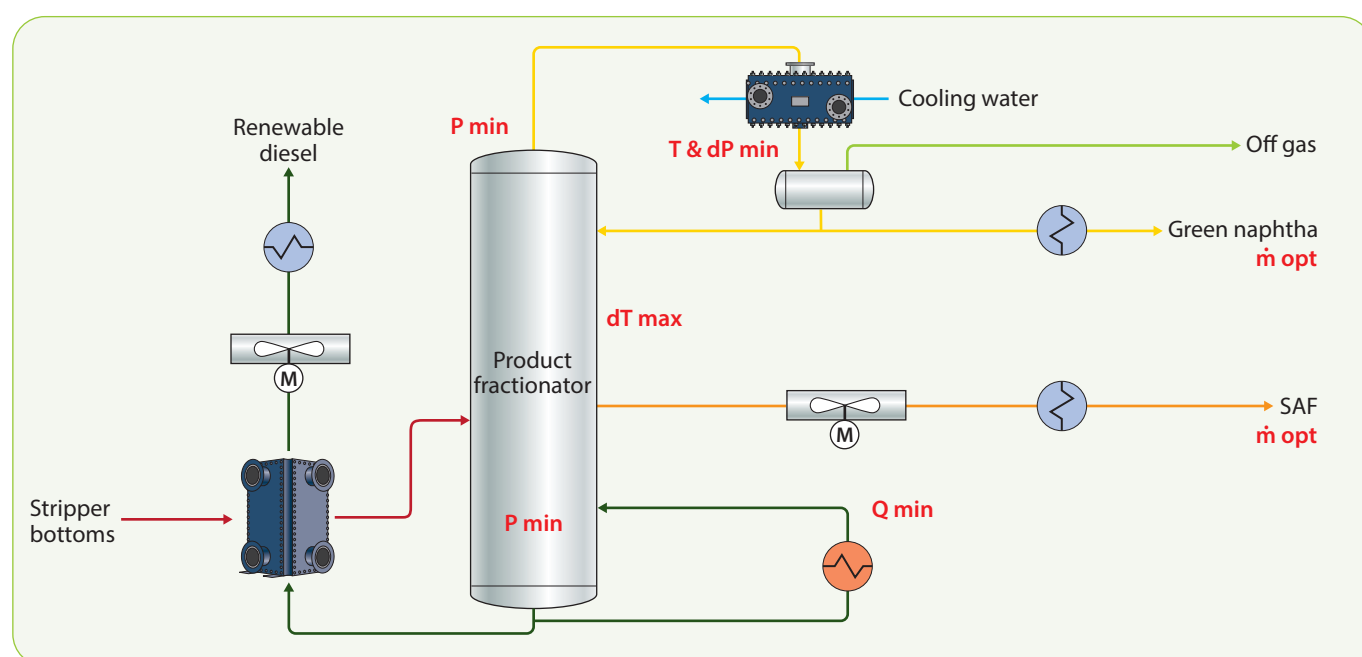 Cooling water
Renewable
diesel
P min
T & dP min
Off gas
Green naphtha
ṁ opt
dT max
Product
fractionator
M
SAF
M
ṁ opt
Stripper
bottoms
P min
Q min